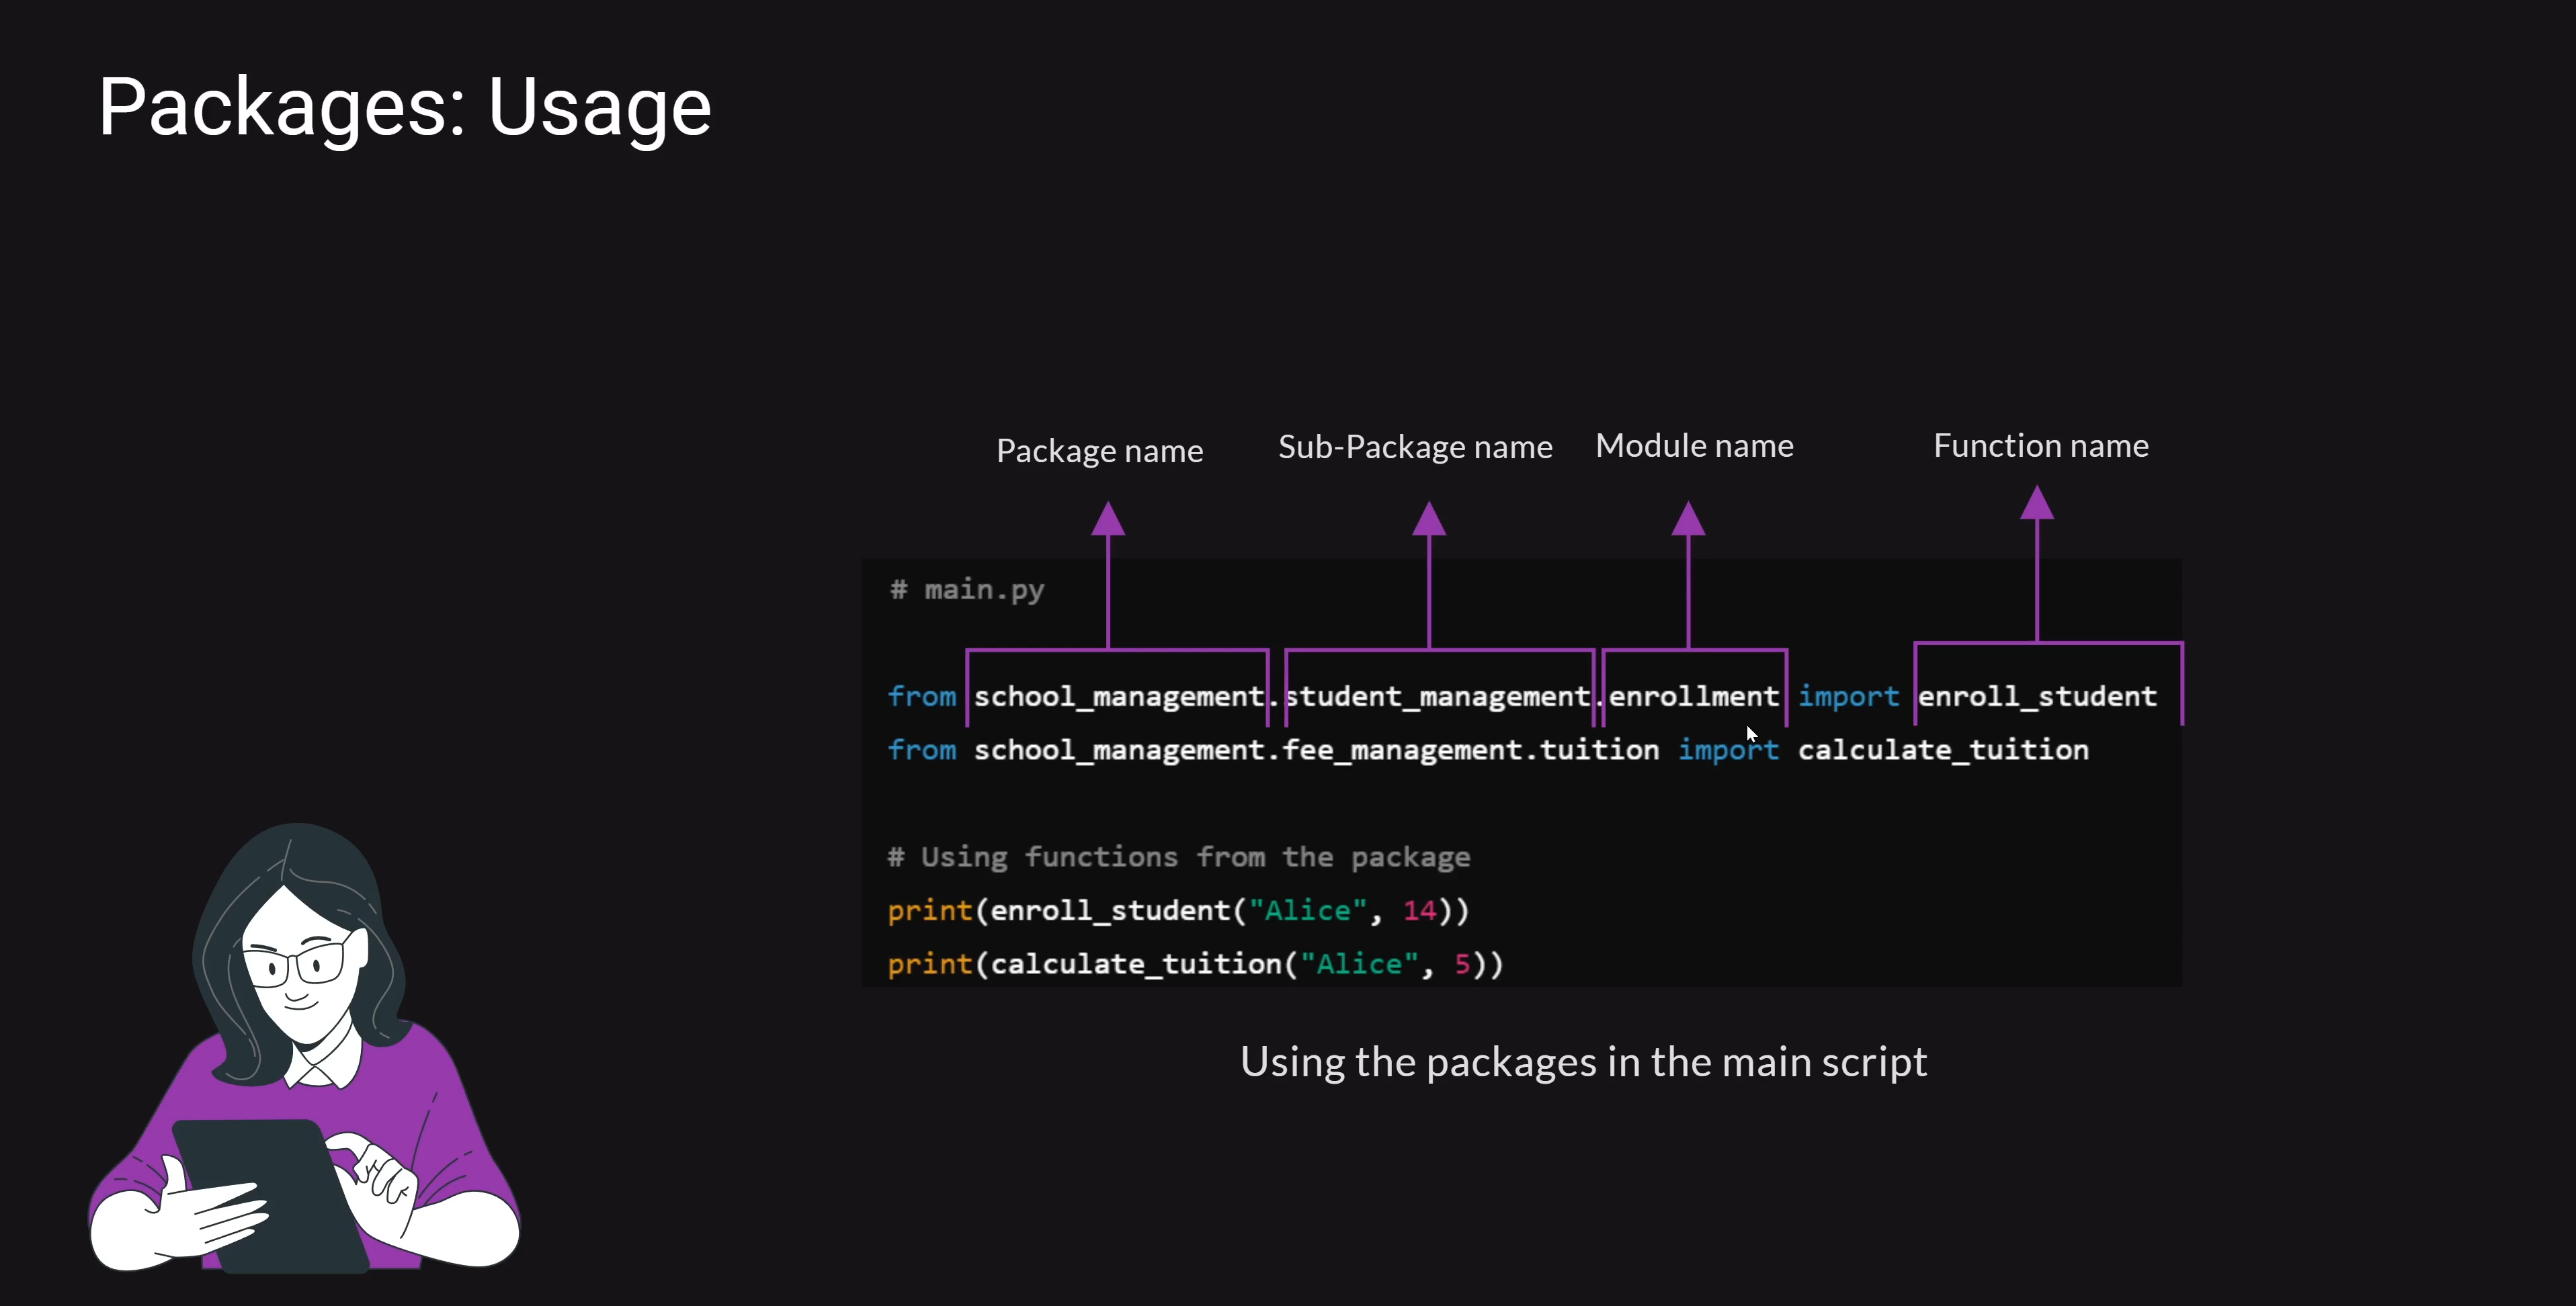 Packages: Usage
Package name
Sub-Package name
Module name
Function name
# main.py
from school_management.student_management.enrollment import enroll_student
from school_management.fee_management.tuition import calculate_tuition
# Using functions from the package
print(enroll_student("Alice", 14))
print(calculate_tuition("Alice", 5))
Using the packages in the main script